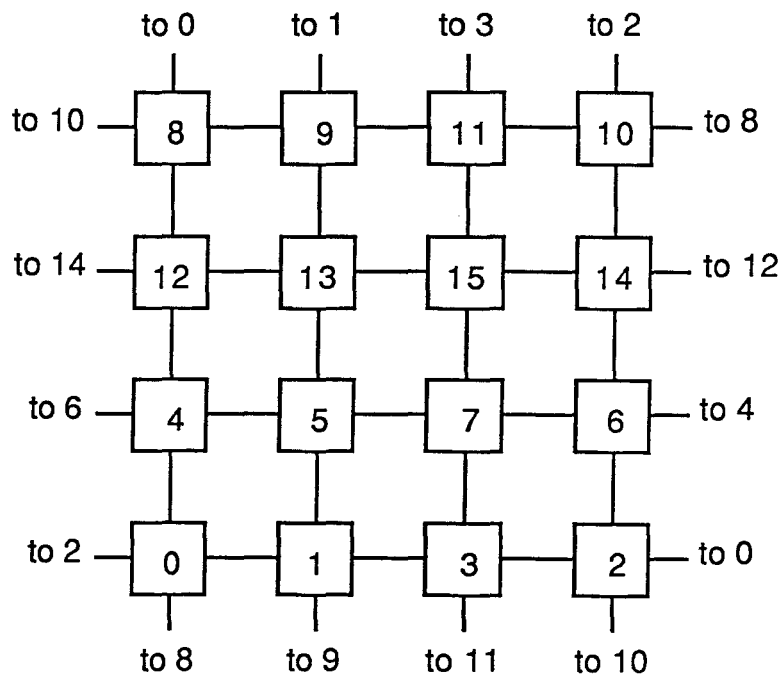 to 0 to 1 to 3 to 2
to 10 8 9 11 10 to 8
to 14 12 13 15 14 to 12
to 6 4 5 7 6 to 4
to 2 0 1 3 2 to 0
to 8 to 9 to 11 to 10